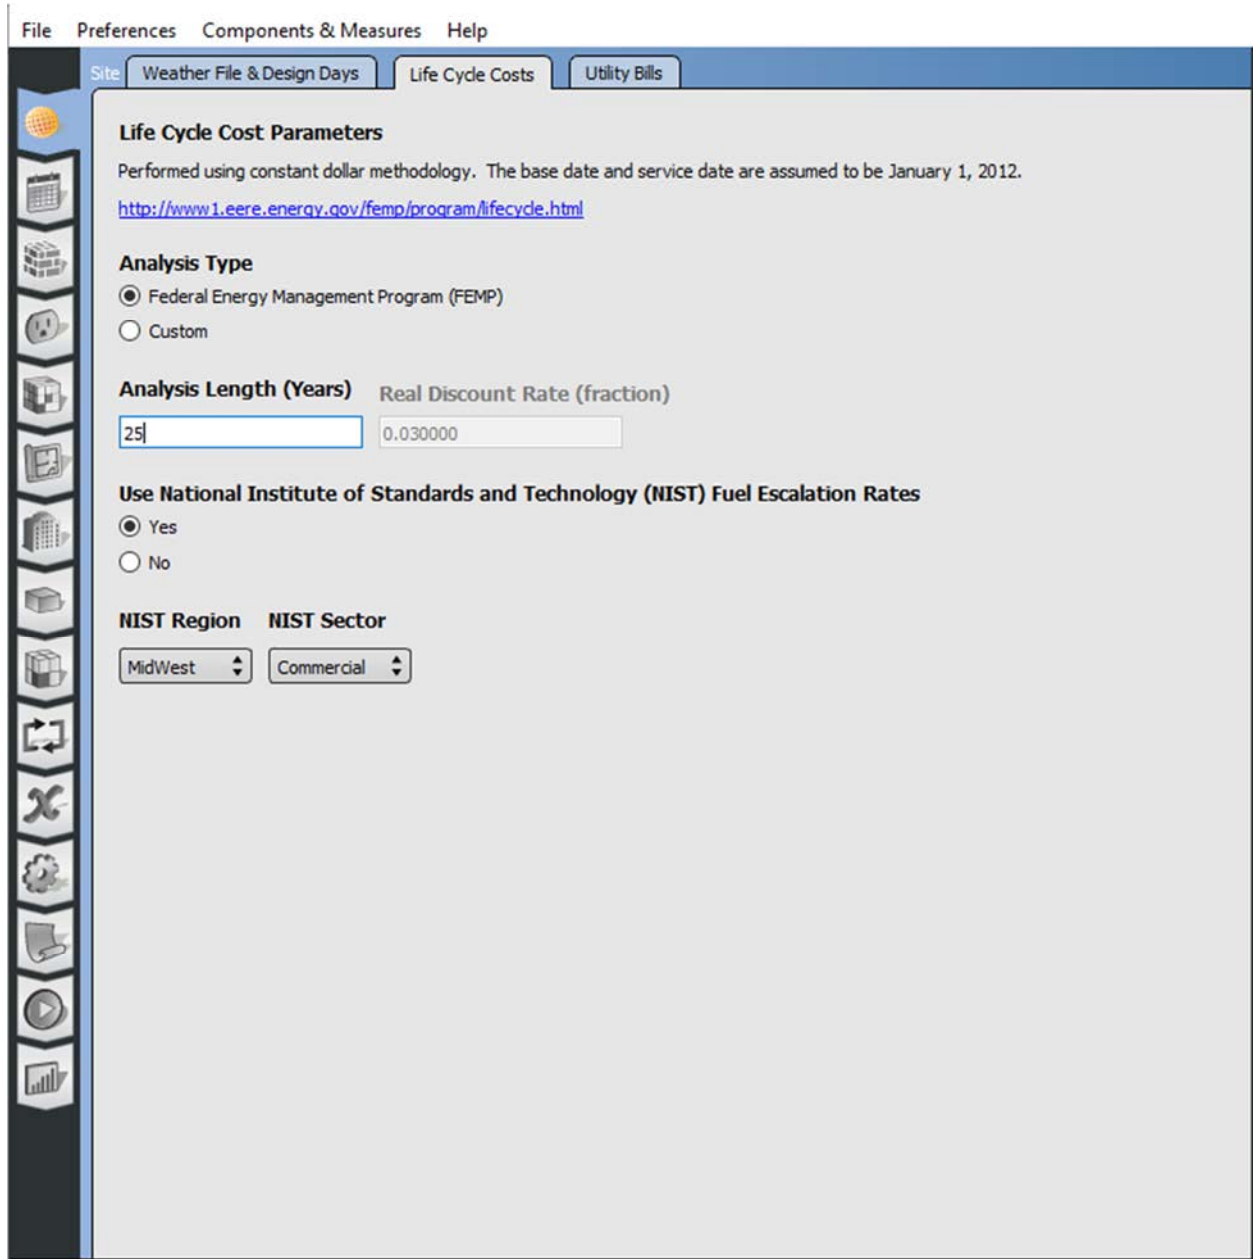 File Preferences Components & Measures Help
Site Weather File & Design Days Life Cycle Costs Utility Bills
Life Cycle Cost Parameters
Performed using constant dollar methodology. The base date and service date are assumed to be January 1, 2012.
http://www1.eere.energy.gov/femp/program/lifecycle.html
Analysis Type
Federal Energy Management Program (FEMP)
Custom
Analysis Length (Years) Real Discount Rate (fraction)
25 0.030000
Use National Institute of Standards and Technology (NIST) Fuel Escalation Rates
Yes
No
NIST Region NIST Sector
MidWest Commercial